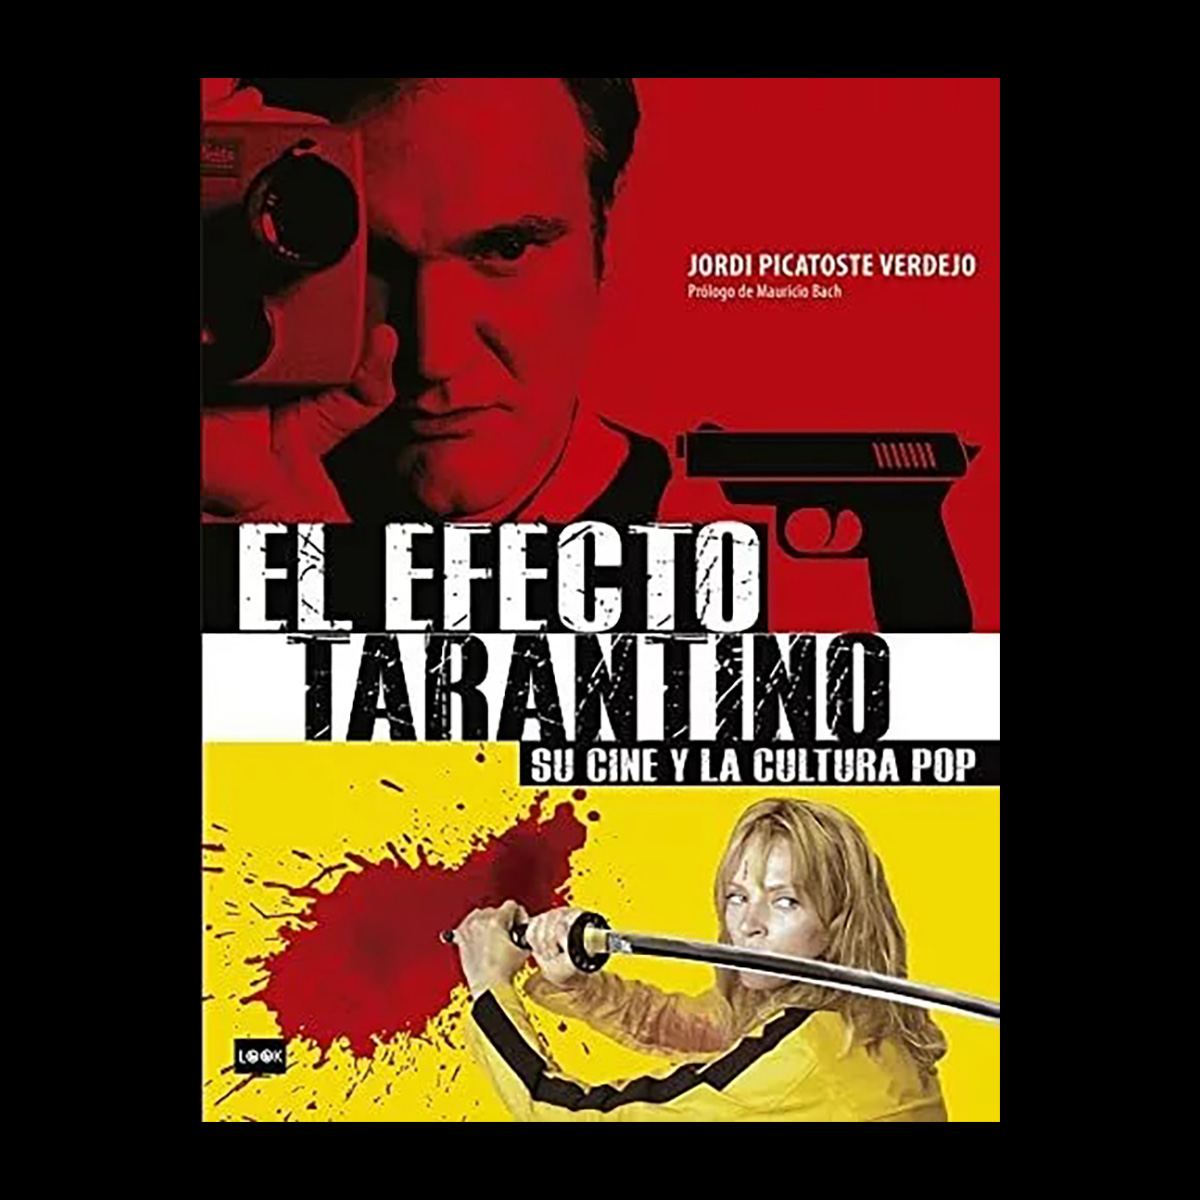 JORDI PICATOSTE VERDEJO
Prólogo de Mauricio Bach
EL EFECTO
TARANTINO
SU CINE Y LA CULTURA POP
LOOK